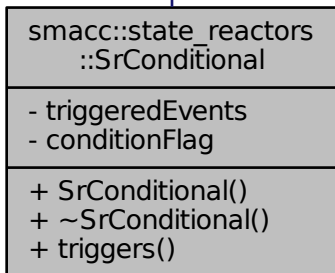 smacc::state_reactors
::SrConditional
- triggeredEvents
- conditionFlag
+ SrConditional()
+ ~SrConditional()
+ triggers()